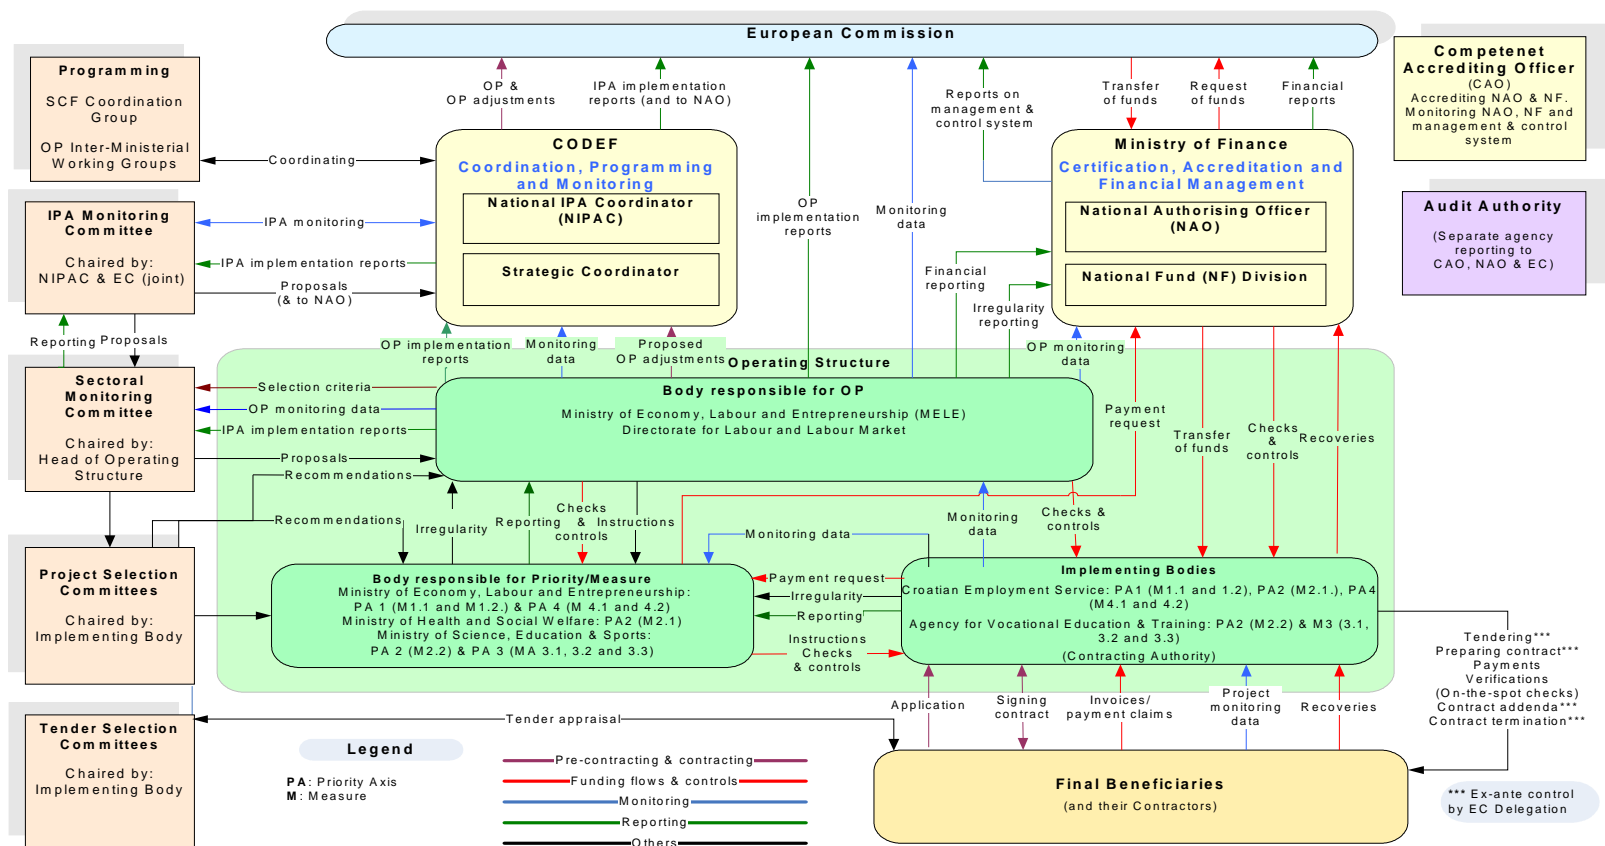 European Commission
Programming
SCF Coordination
Group
OP Inter-Ministerial
Working Groups
OP &
OP adjustments
IPA implementation
reports (and to NAO)
Reports on
management &
control system
Transfer
of funds
Request
of funds
Financial
reports
Competenet
Accrediting Officer
(CAO)
Accrediting NAO & NF.
Monitoring NAO, NF and
management & control
system
Coordinating
CODEF
Coordination, Programming
and Monitoring
National IPA Coordinator
(NIPAC)
Strategic Coordinator
Ministry of Finance
Certification, Accreditation and
Financial Management
National Authorising Officer
(NAO)
National Fund (NF) Division
Audit Authority
(Separate agency
reporting to
CAO, NAO & EC)
IPA Monitoring
Committee
Chaired by:
NIPAC & EC (joint)
IPA monitoring
IPA implementation reports
Proposals
(& to NAO)
OP
implementation
reports
Monitoring
data
Financial
reporting
Irregularity
reporting
Reporting
Proposals
OP implementation
reports
Monitoring
data
Proposed
OP adjustments
Operating Structure
OP monitoring
data
Sectoral
Monitoring
Committee
Chaired by:
Head of Operating
Structure
Selection criteria
OP monitoring data
IPA implementation reports
Proposals
Recommendations
Body responsible for OP
Ministry of Economy, Labour and Entrepreneurship (MELE)
Directorate for Labour and Labour Market
Payment
request
Transfer
of funds
Checks
&
controls
Recoveries
Recommendations
Irregularity
Reporting
Checks
&
controls
Instructions
Monitoring data
Monitoring
data
Checks &
controls
Project Selection
Committees
Chaired by:
Implementing Body
Body responsible for Priority/Measure
Ministry of Economy, Labour and Entrepreneurship:
PA 1 (M1.1 and M1.2.) & PA 4 (M 4.1 and 4.2)
Ministry of Health and Social Welfare: PA2 (M2.1)
Ministry of Science, Education & Sports:
PA 2 (M2.2) & PA 3 (MA 3.1, 3.2 and 3.3)
Payment request
Irregularity
Reporting
Instructions
Checks
& controls
Implementing Bodies
Croatian Employment Service: PA1 (M1.1 and 1.2), PA2 (M2.1.), PA4
(M4.1 and 4.2)
Agency for Vocational Education & Training: PA2 (M2.2) & M3 (3.1,
3.2 and 3.3)
(Contracting Authority)
Tendering***
Preparing contract***
Payments
Verifications
(On-the-spot checks)
Contract addenda***
Contract termination***
Application
Signing
contract
Invoices/
payment claims
Project
monitoring
data
Recoveries
Tender appraisal
Tender Selection
Committees
Chaired by:
Implementing Body
Legend
PA: Priority Axis
M: Measure
Pre-contracting & contracting
Funding flows & controls
Monitoring
Reporting
Others
Final Beneficiaries
(and their Contractors)
*** Ex-ante control
by EC Delegation